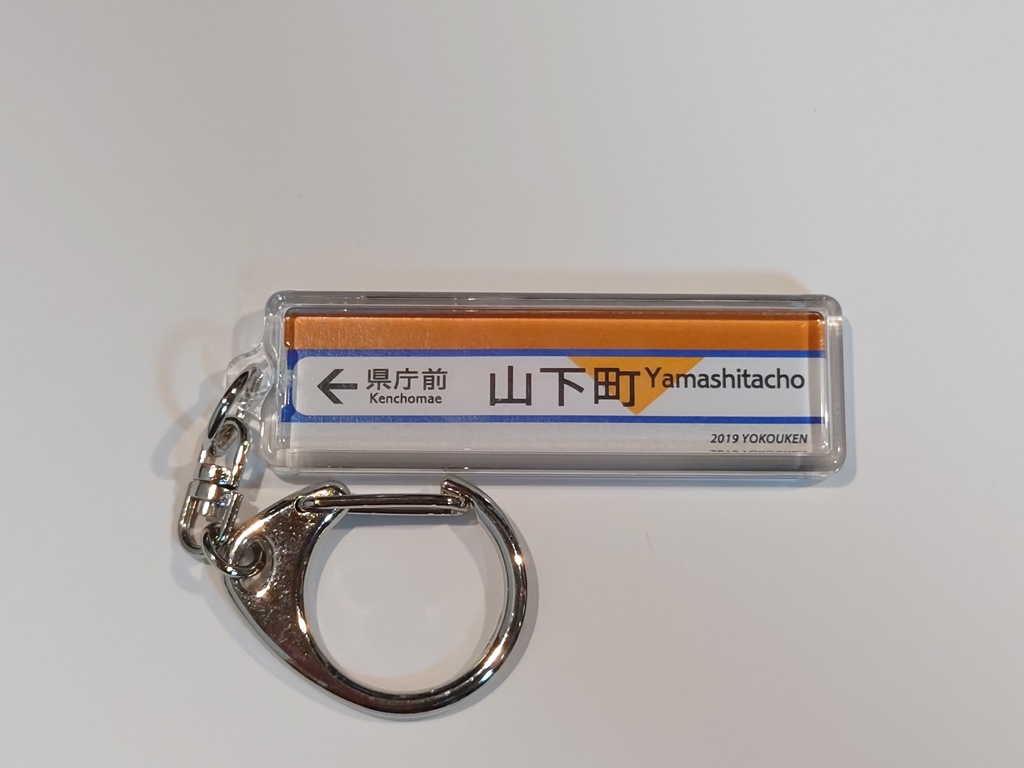 ← 県庁前
Kenchomae
山下町 Yamashitacho
2019 YOKOUKEN